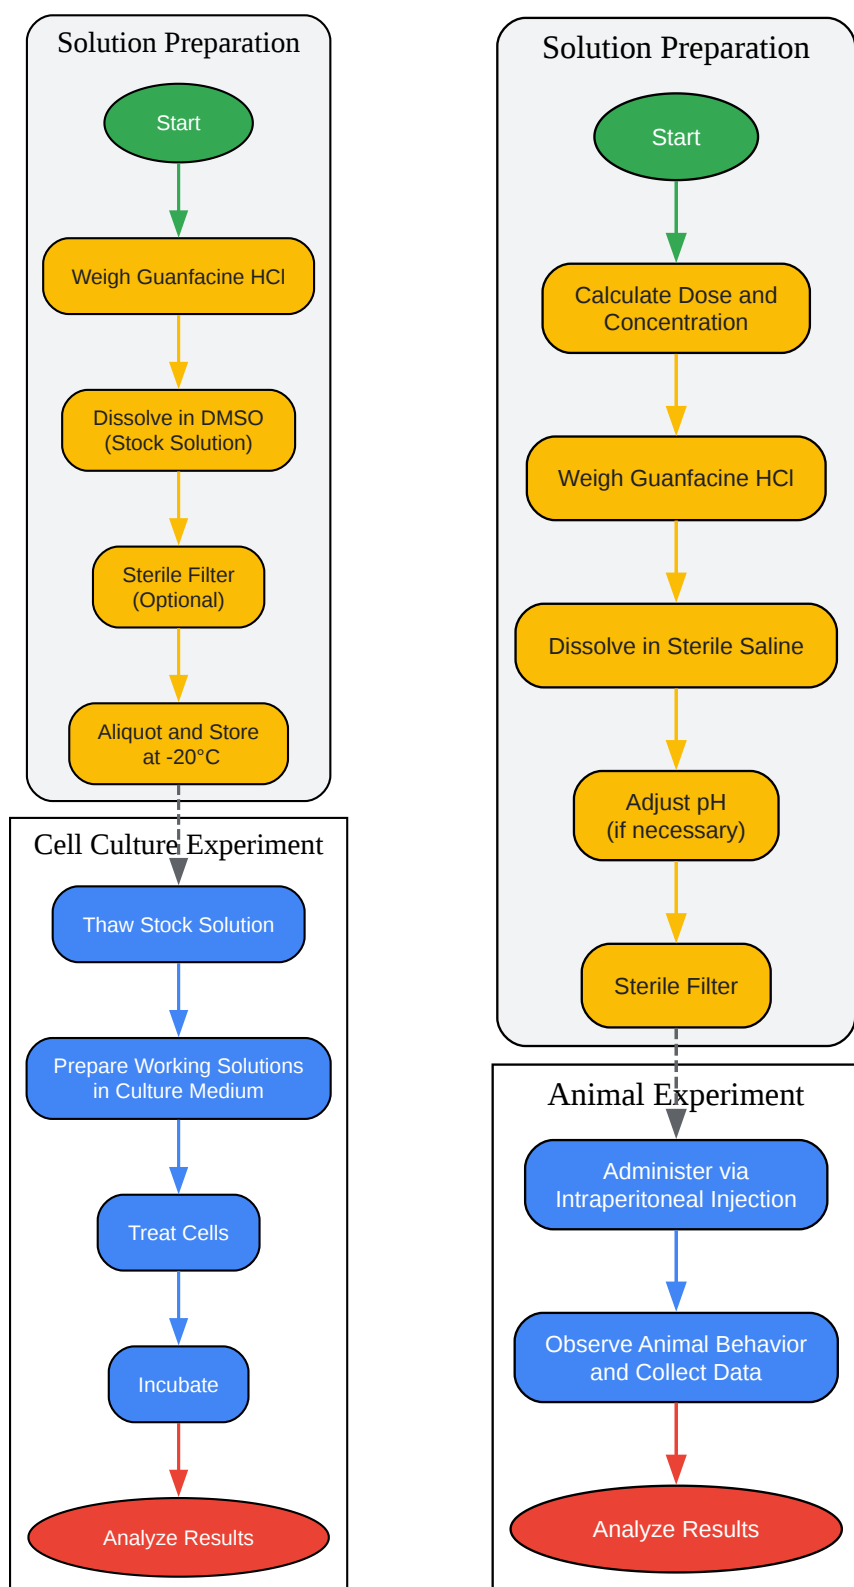 Solution Preparation
Start
Weigh Guanfacine HCl
Dissolve in DMSO
(Stock Solution)
Sterile Filter
(Optional)
Aliquot and Store
at -20°C
Cell Culture Experiment
Thaw Stock Solution
Prepare Working Solutions
in Culture Medium
Treat Cells
Incubate
Analyze Results
Solution Preparation
Start
Calculate Dose and
Concentration
Weigh Guanfacine HCl
Dissolve in Sterile Saline
Adjust pH
(if necessary)
Sterile Filter
Animal Experiment
Administer via
Intraperitoneal Injection
Observe Animal Behavior
and Collect Data
Analyze Results